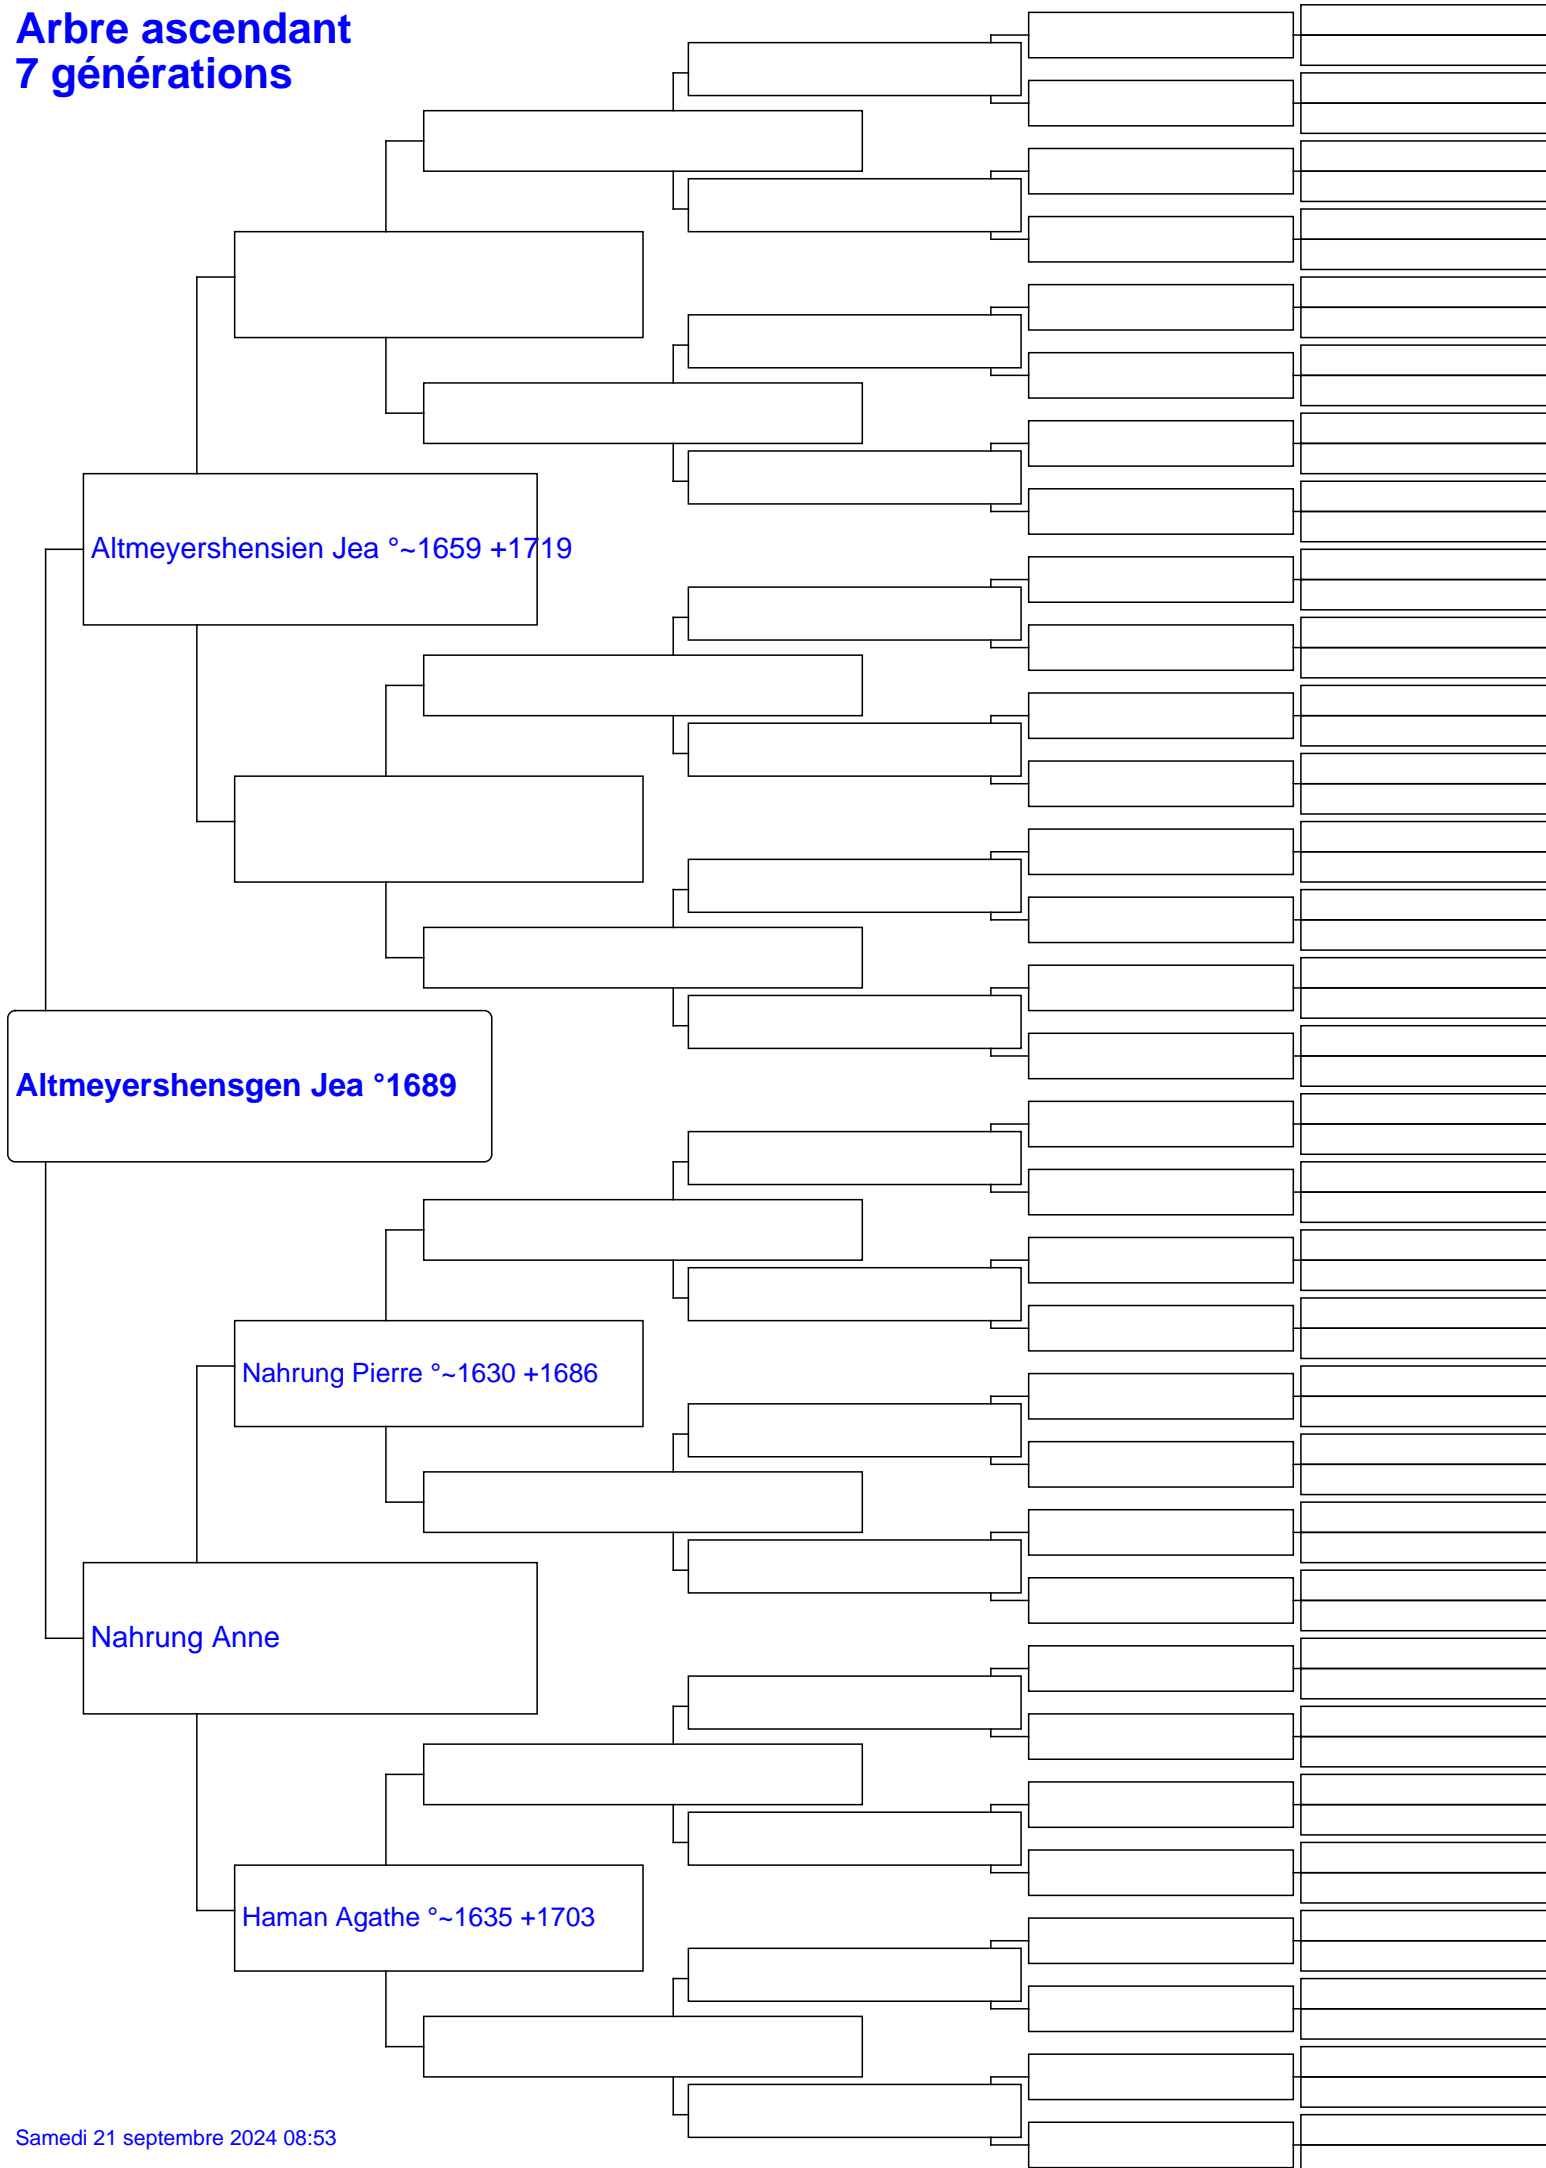 Arbre ascendant
7 générations
Altmeyershensien Jea °~1659 +1719
Altmeyershensgen Jea °1689
Nahrung Pierre °~1630 +1686
Nahrung Anne
Haman Agathe °~1635 +1703
Samedi 21 septembre 2024 08:53